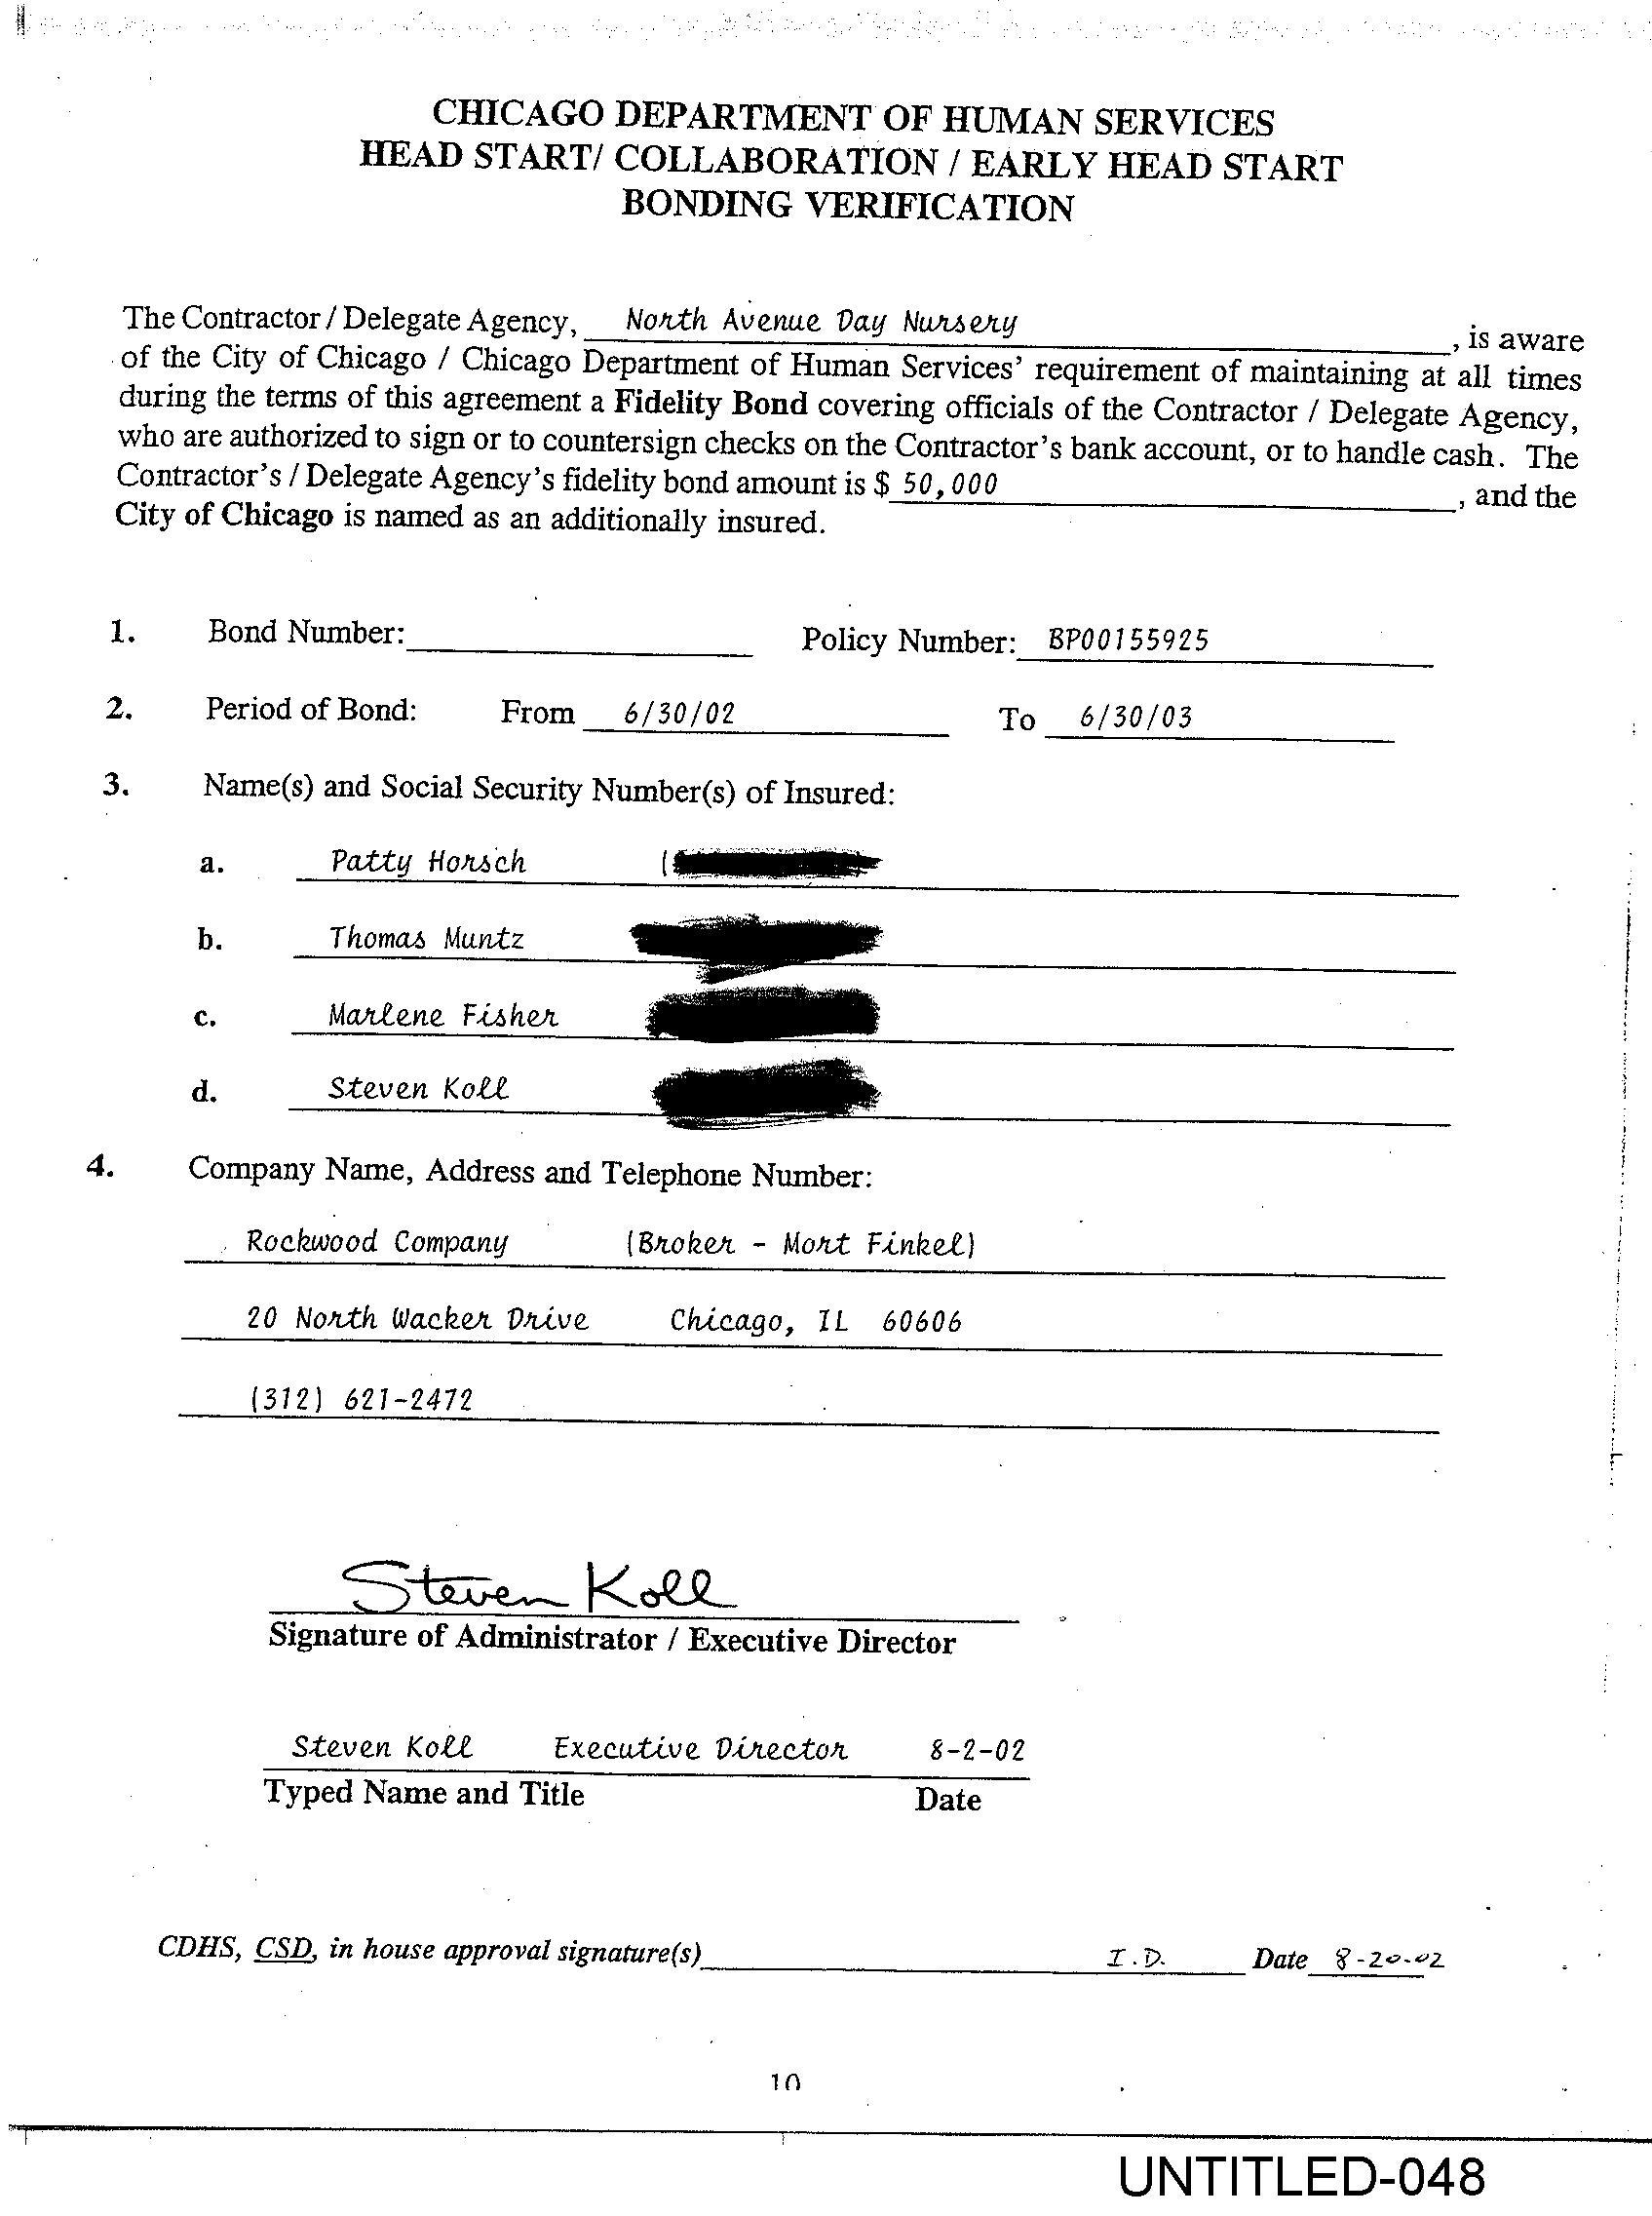 CHICAGO DEPARTMENT OF HUMAN SERVICES
HEAD START/ COLLABORATION / EARLY HEAD START
BONDING VERIFICATION
The Contractor / Delegate Agency, North Avenue Day Nursery, is aware
of the City of Chicago / Chicago Department of Human Services' requirement of maintaining at all times
during the terms of this agreement a Fidelity Bond covering officials of the Contractor / Delegate Agency,
who are authorized to sign or to countersign checks on the Contractor's bank account, or to handle cash. The
Contractor's / Delegate Agency's fidelity bond amount is $ 50,000, and the
City of Chicago is named as an additionally insured.
1. Bond Number: Policy Number: BP00155925
2. Period of Bond: From 6/30/02 To 6/30/03
3. Name(s) and Social Security Number(s) of Insured:
a. Patty Horsch (
b. Thomas Muntz
c. Marlene Fisher
d. Steven Koll
4. Company Name, Address and Telephone Number:
Rockwood Company (Broker - Mort Finkel)
20 North Wacker Drive Chicago, IL 60606
(312) 621-2472
Steven Koll
Signature of Administrator / Executive Director
Steven Koll Executive Director 8-2-02
Typed Name and Title Date
CDHS, CSD, in house approval signature(s) I.D. Date 8-20-02
10
UNTITLED-048